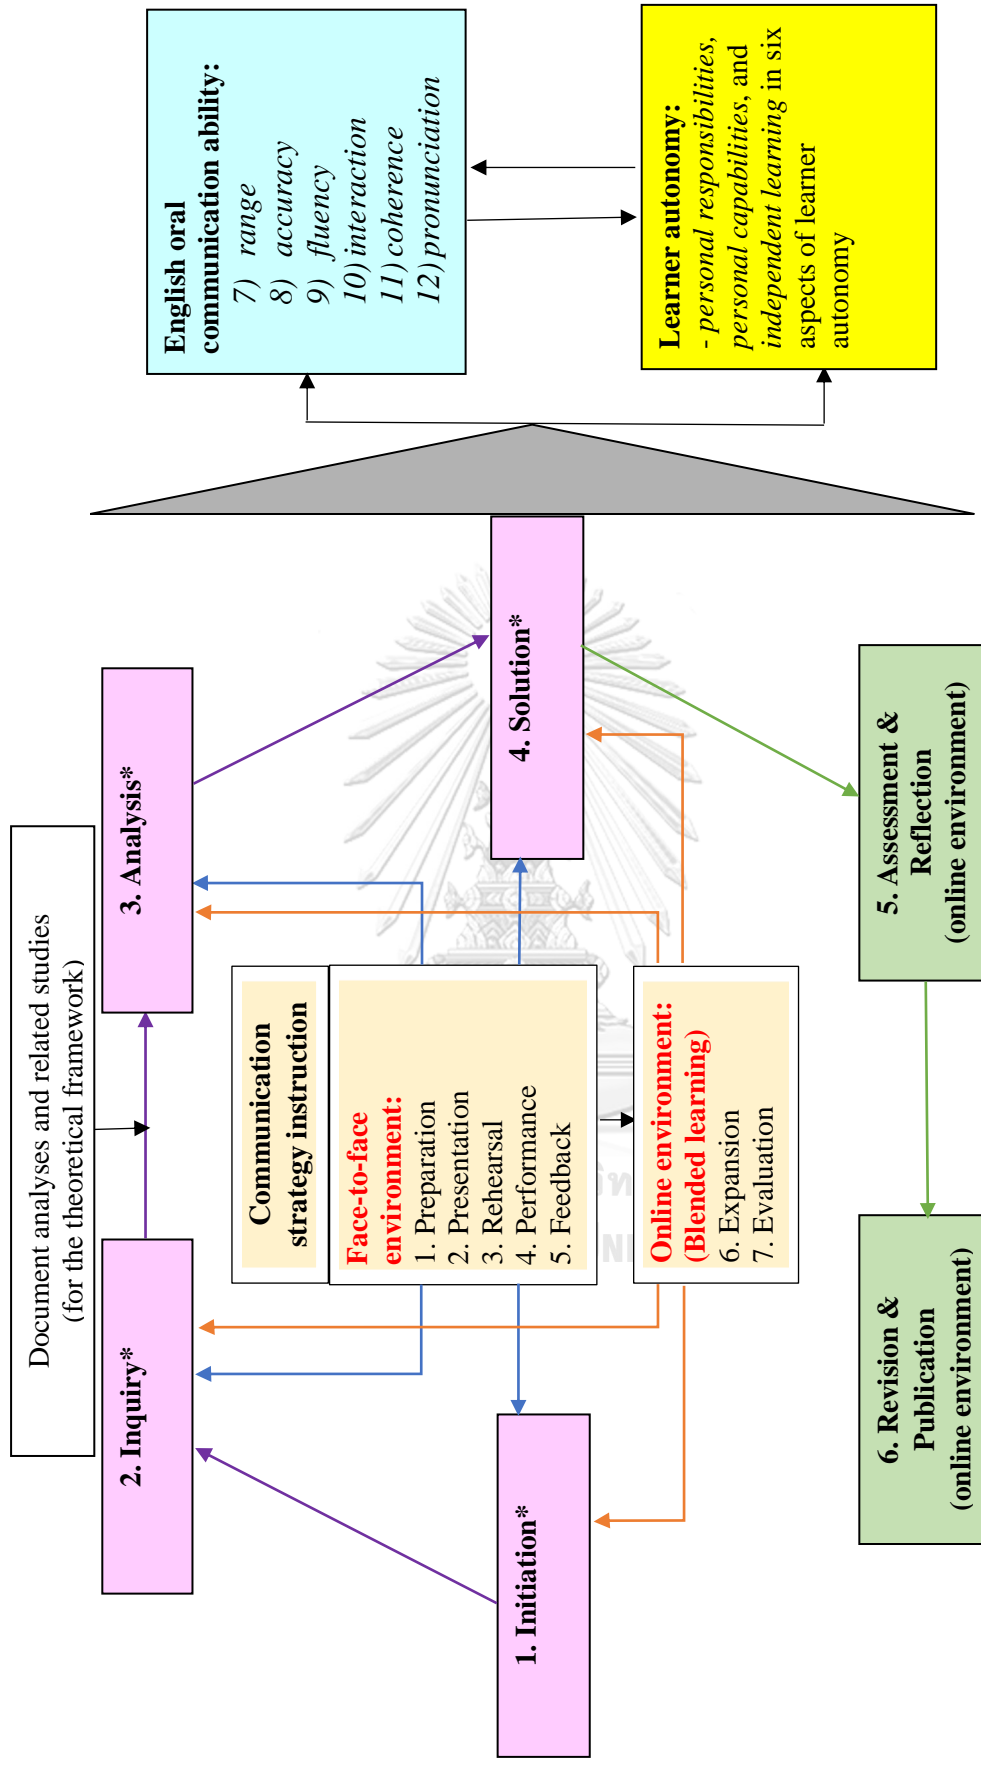 Document analyses and related studies
(for the theoretical framework)
2. Inquiry*
3. Analysis*
Communication
strategy instruction
Face-to-face
environment:
1. Preparation
2. Presentation
3. Rehearsal
4. Performance
5. Feedback
1. Initiation*
4. Solution*
Online environment:
(Blended learning)
6. Expansion
7. Evaluation
6. Revision &
Publication
(online environment)
5. Assessment &
Reflection
(online environment)
English oral
communication ability:
7) range
8) accuracy
9) fluency
10) interaction
11) coherence
12) pronunciation
Learner autonomy:
- personal responsibilities,
personal capabilities, and
independent learning in six
aspects of learner
autonomy